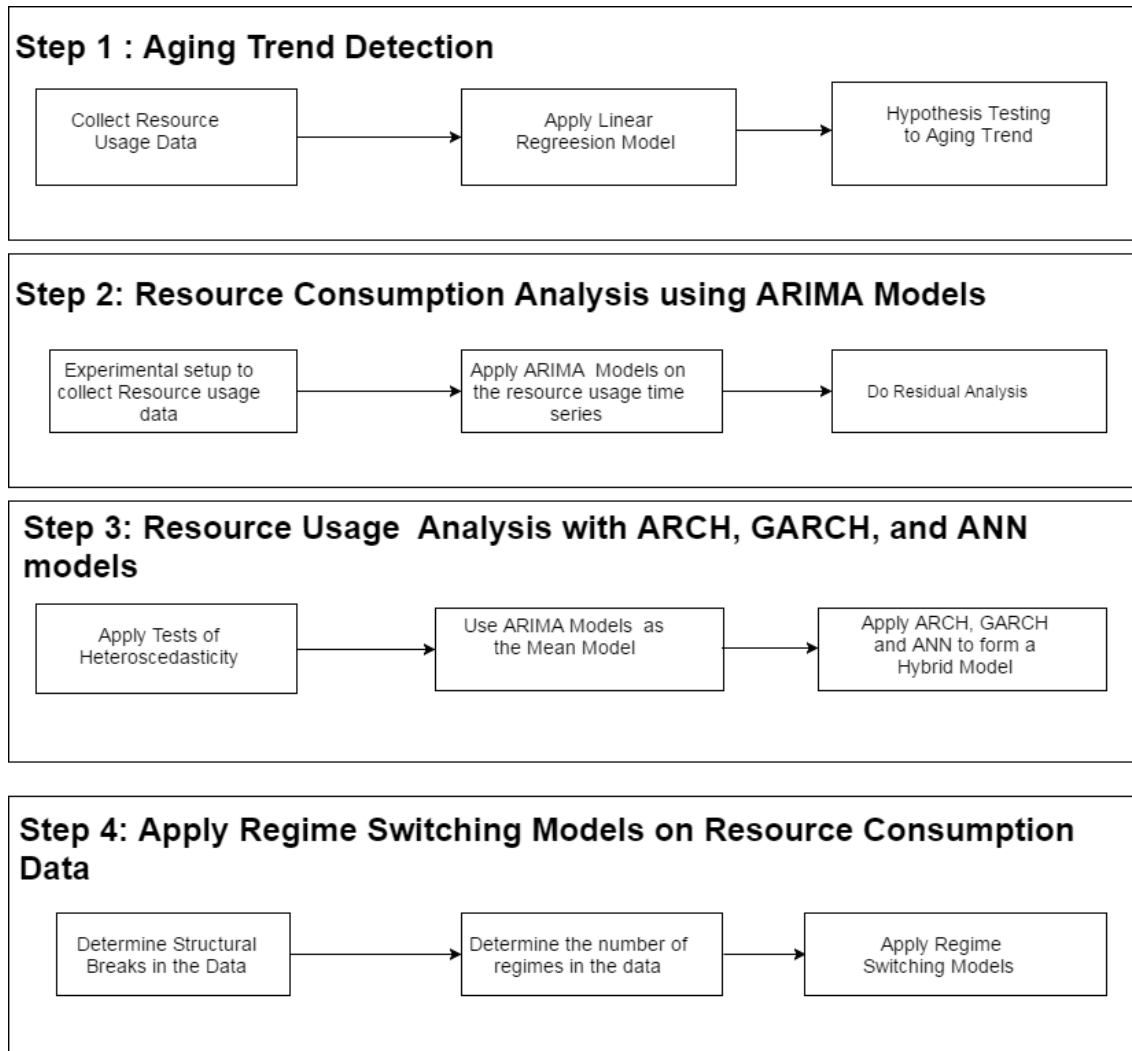 Step 1 : Aging Trend Detection
Collect Resource
Usage Data
Apply Linear
Regreesion Model
Hypothesis Testing
to Aging Trend
Step 2: Resource Consumption Analysis using ARIMA Models
Experimental setup to
collect Resource usage
data
Apply ARIMA Models on
the resource usage time
series
Do Residual Analysis
Step 3: Resource Usage Analysis with ARCH, GARCH, and ANN
models
Apply Tests of
Heteroscedasticity
Use ARIMA Models as
the Mean Model
Apply ARCH, GARCH
and ANN to form a
Hybrid Model
Step 4: Apply Regime Switching Models on Resource Consumption
Data
Determine Structural
Breaks in the Data
Determine the number of
regimes in the data
Apply Regime
Switching Models